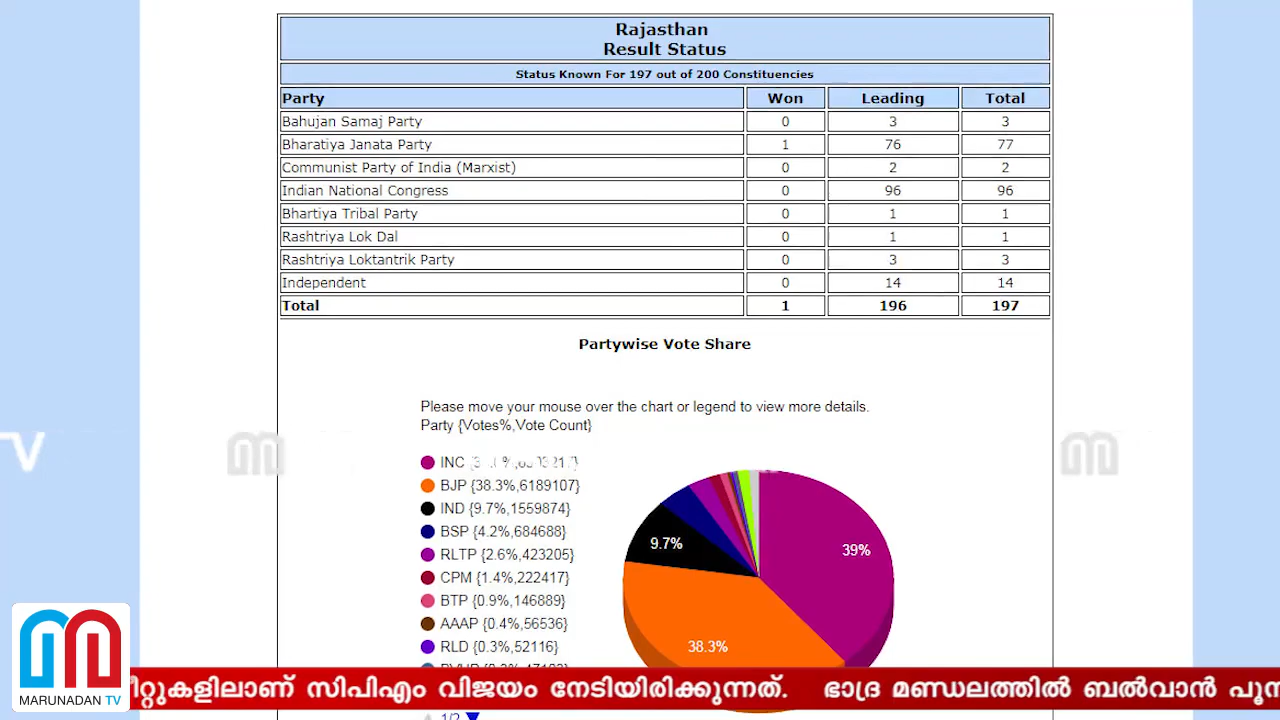 Rajasthan
Result Status
Status Known For 197 out of 200 Constituencies
Party Won Leading Total
Bahujan Samaj Party 0 3 3
Bharatiya Janata Party 1 76 77
Communist Party of India (Marxist) 0 2 2
Indian National Congress 0 96 96
Bhartiya Tribal Party 0 1 1
Rashtriya Lok Dal 0 1 1
Rashtriya Loktantrik Party 0 3 3
Independent 0 14 14
Total 1 196 197
Partywise Vote Share
Please move your mouse over the chart or legend to view more details.
Party {Votes%,Vote Count}
INC
BJP {38.3%,6189107}
IND {9.7%,1559874}
BSP {4.2%,684688}
RLTP {2.6%,423205}
CPM {1.4%,222417}
BTP {0.9%,146889}
AAAP {0.4%,56536}
RLD {0.3%,52116}
1/2
9.7%
39%
38.3%
V
MARUNADAN TV
റ്റുകളിലാണ് സിപിഎം വിജയം നേടിയിരിക്കുന്നത്. ഭാദ്ര മണ്ഡലത്തിൽ ബൽവാൻ